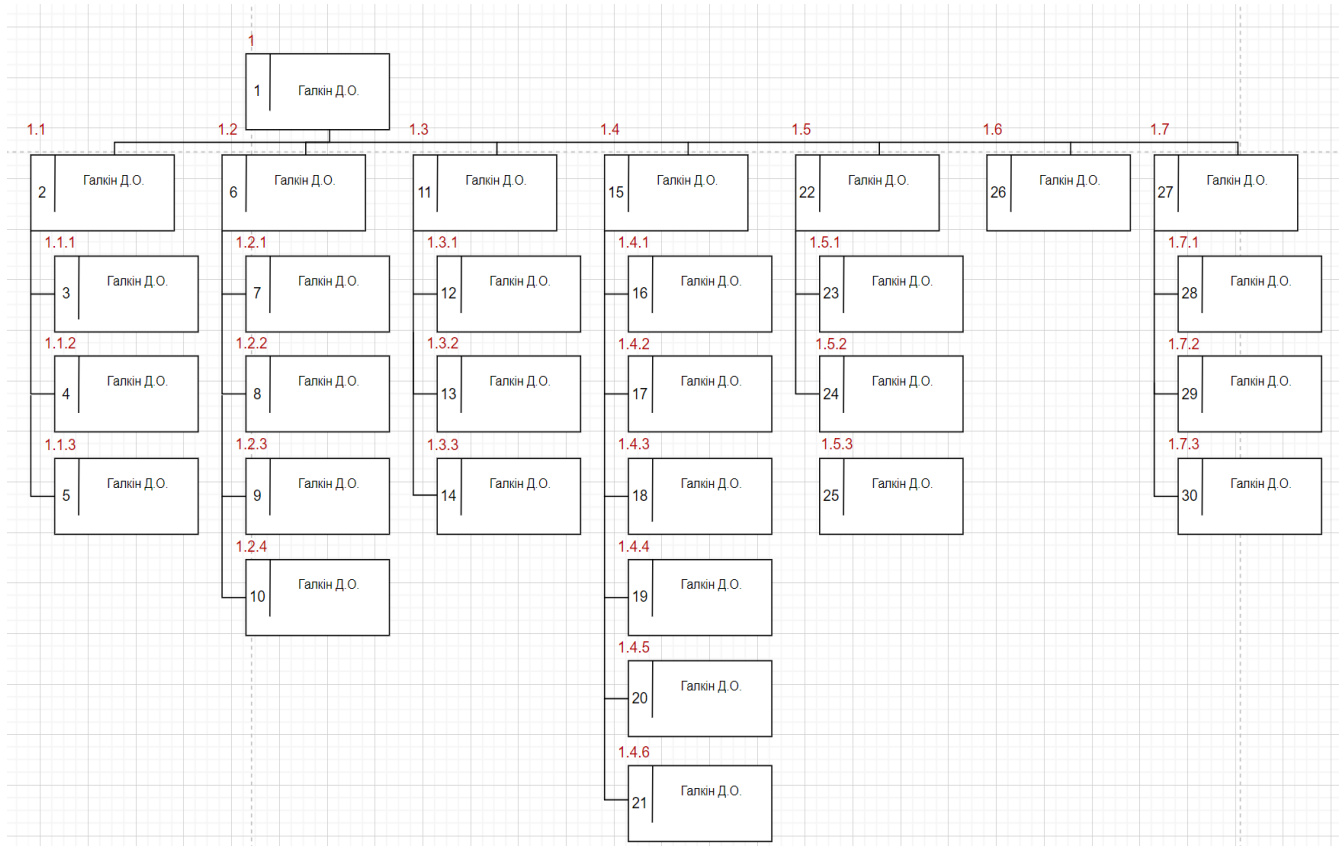 1
1 Галкін Д.О.
1.1 1.2 1.3 1.4 1.5 1.6 1.7
2 Галкін Д.О. 6 Галкін Д.О. 11 Галкін Д.О. 15 Галкін Д.О. 22 Галкін Д.О. 26 Галкін Д.О. 27 Галкін Д.О.
1.1.1 1.2.1 1.3.1 1.4.1 1.5.1 1.7.1
3 Галкін Д.О. 7 Галкін Д.О. 12 Галкін Д.О. 16 Галкін Д.О. 23 Галкін Д.О. 28 Галкін Д.О.
1.1.2 1.2.2 1.3.2 1.4.2 1.5.2 1.7.2
4 Галкін Д.О. 8 Галкін Д.О. 13 Галкін Д.О. 17 Галкін Д.О. 24 Галкін Д.О. 29 Галкін Д.О.
1.1.3 1.2.3 1.3.3 1.4.3 1.5.3 1.7.3
5 Галкін Д.О. 9 Галкін Д.О. 14 Галкін Д.О. 18 Галкін Д.О. 25 Галкін Д.О. 30 Галкін Д.О.
1.2.4 1.4.4
10 Галкін Д.О. 19 Галкін Д.О.
1.4.5
20 Галкін Д.О.
1.4.6
21 Галкін Д.О.